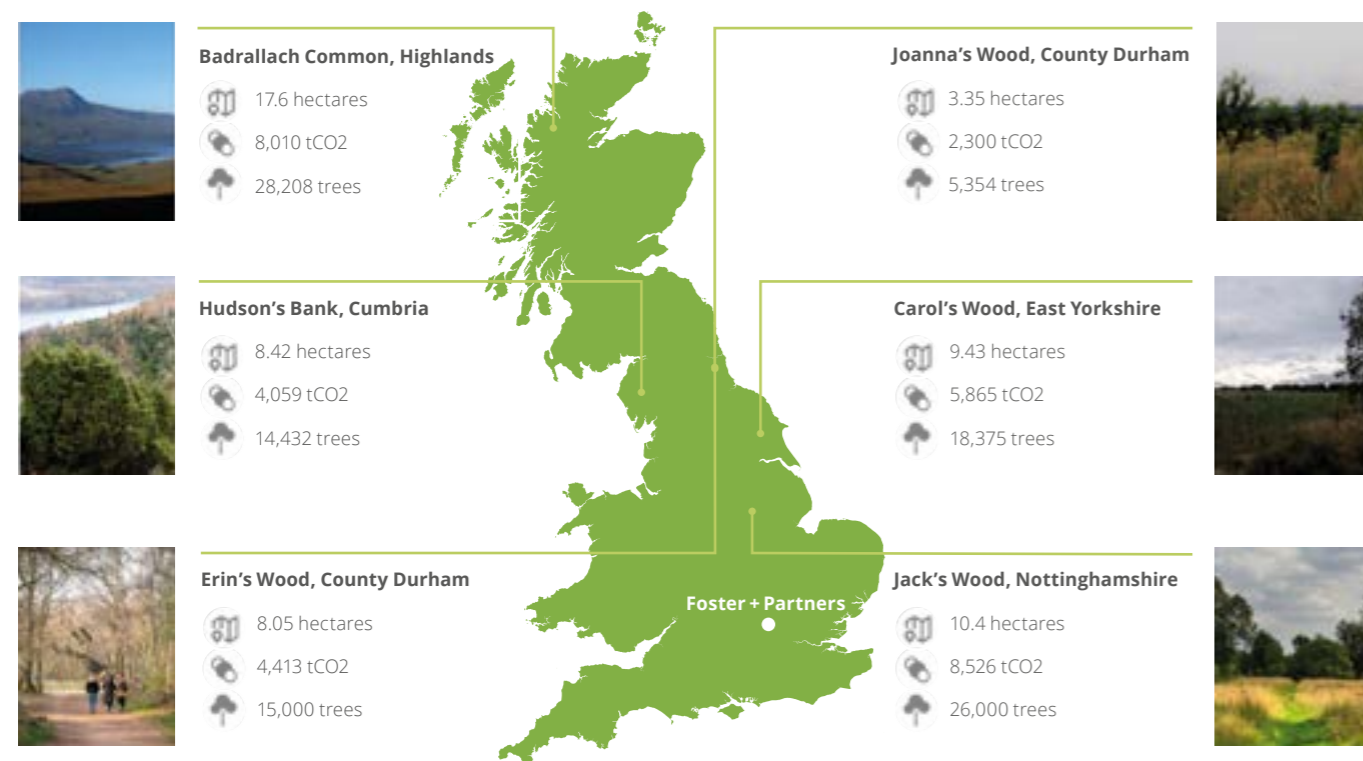 Badrallach Common, Highlands
17.6 hectares
8,010 tCO2
28,208 trees
Joanna’s Wood, County Durham
3.35 hectares
2,300 tCO2
5,354 trees
Hudson’s Bank, Cumbria
8.42 hectares
4,059 tCO2
14,432 trees
Carol’s Wood, East Yorkshire
9.43 hectares
5,865 tCO2
18,375 trees
Erin’s Wood, County Durham
8.05 hectares
4,413 tCO2
15,000 trees
Foster + Partners
Jack’s Wood, Nottinghamshire
10.4 hectares
8,526 tCO2
26,000 trees